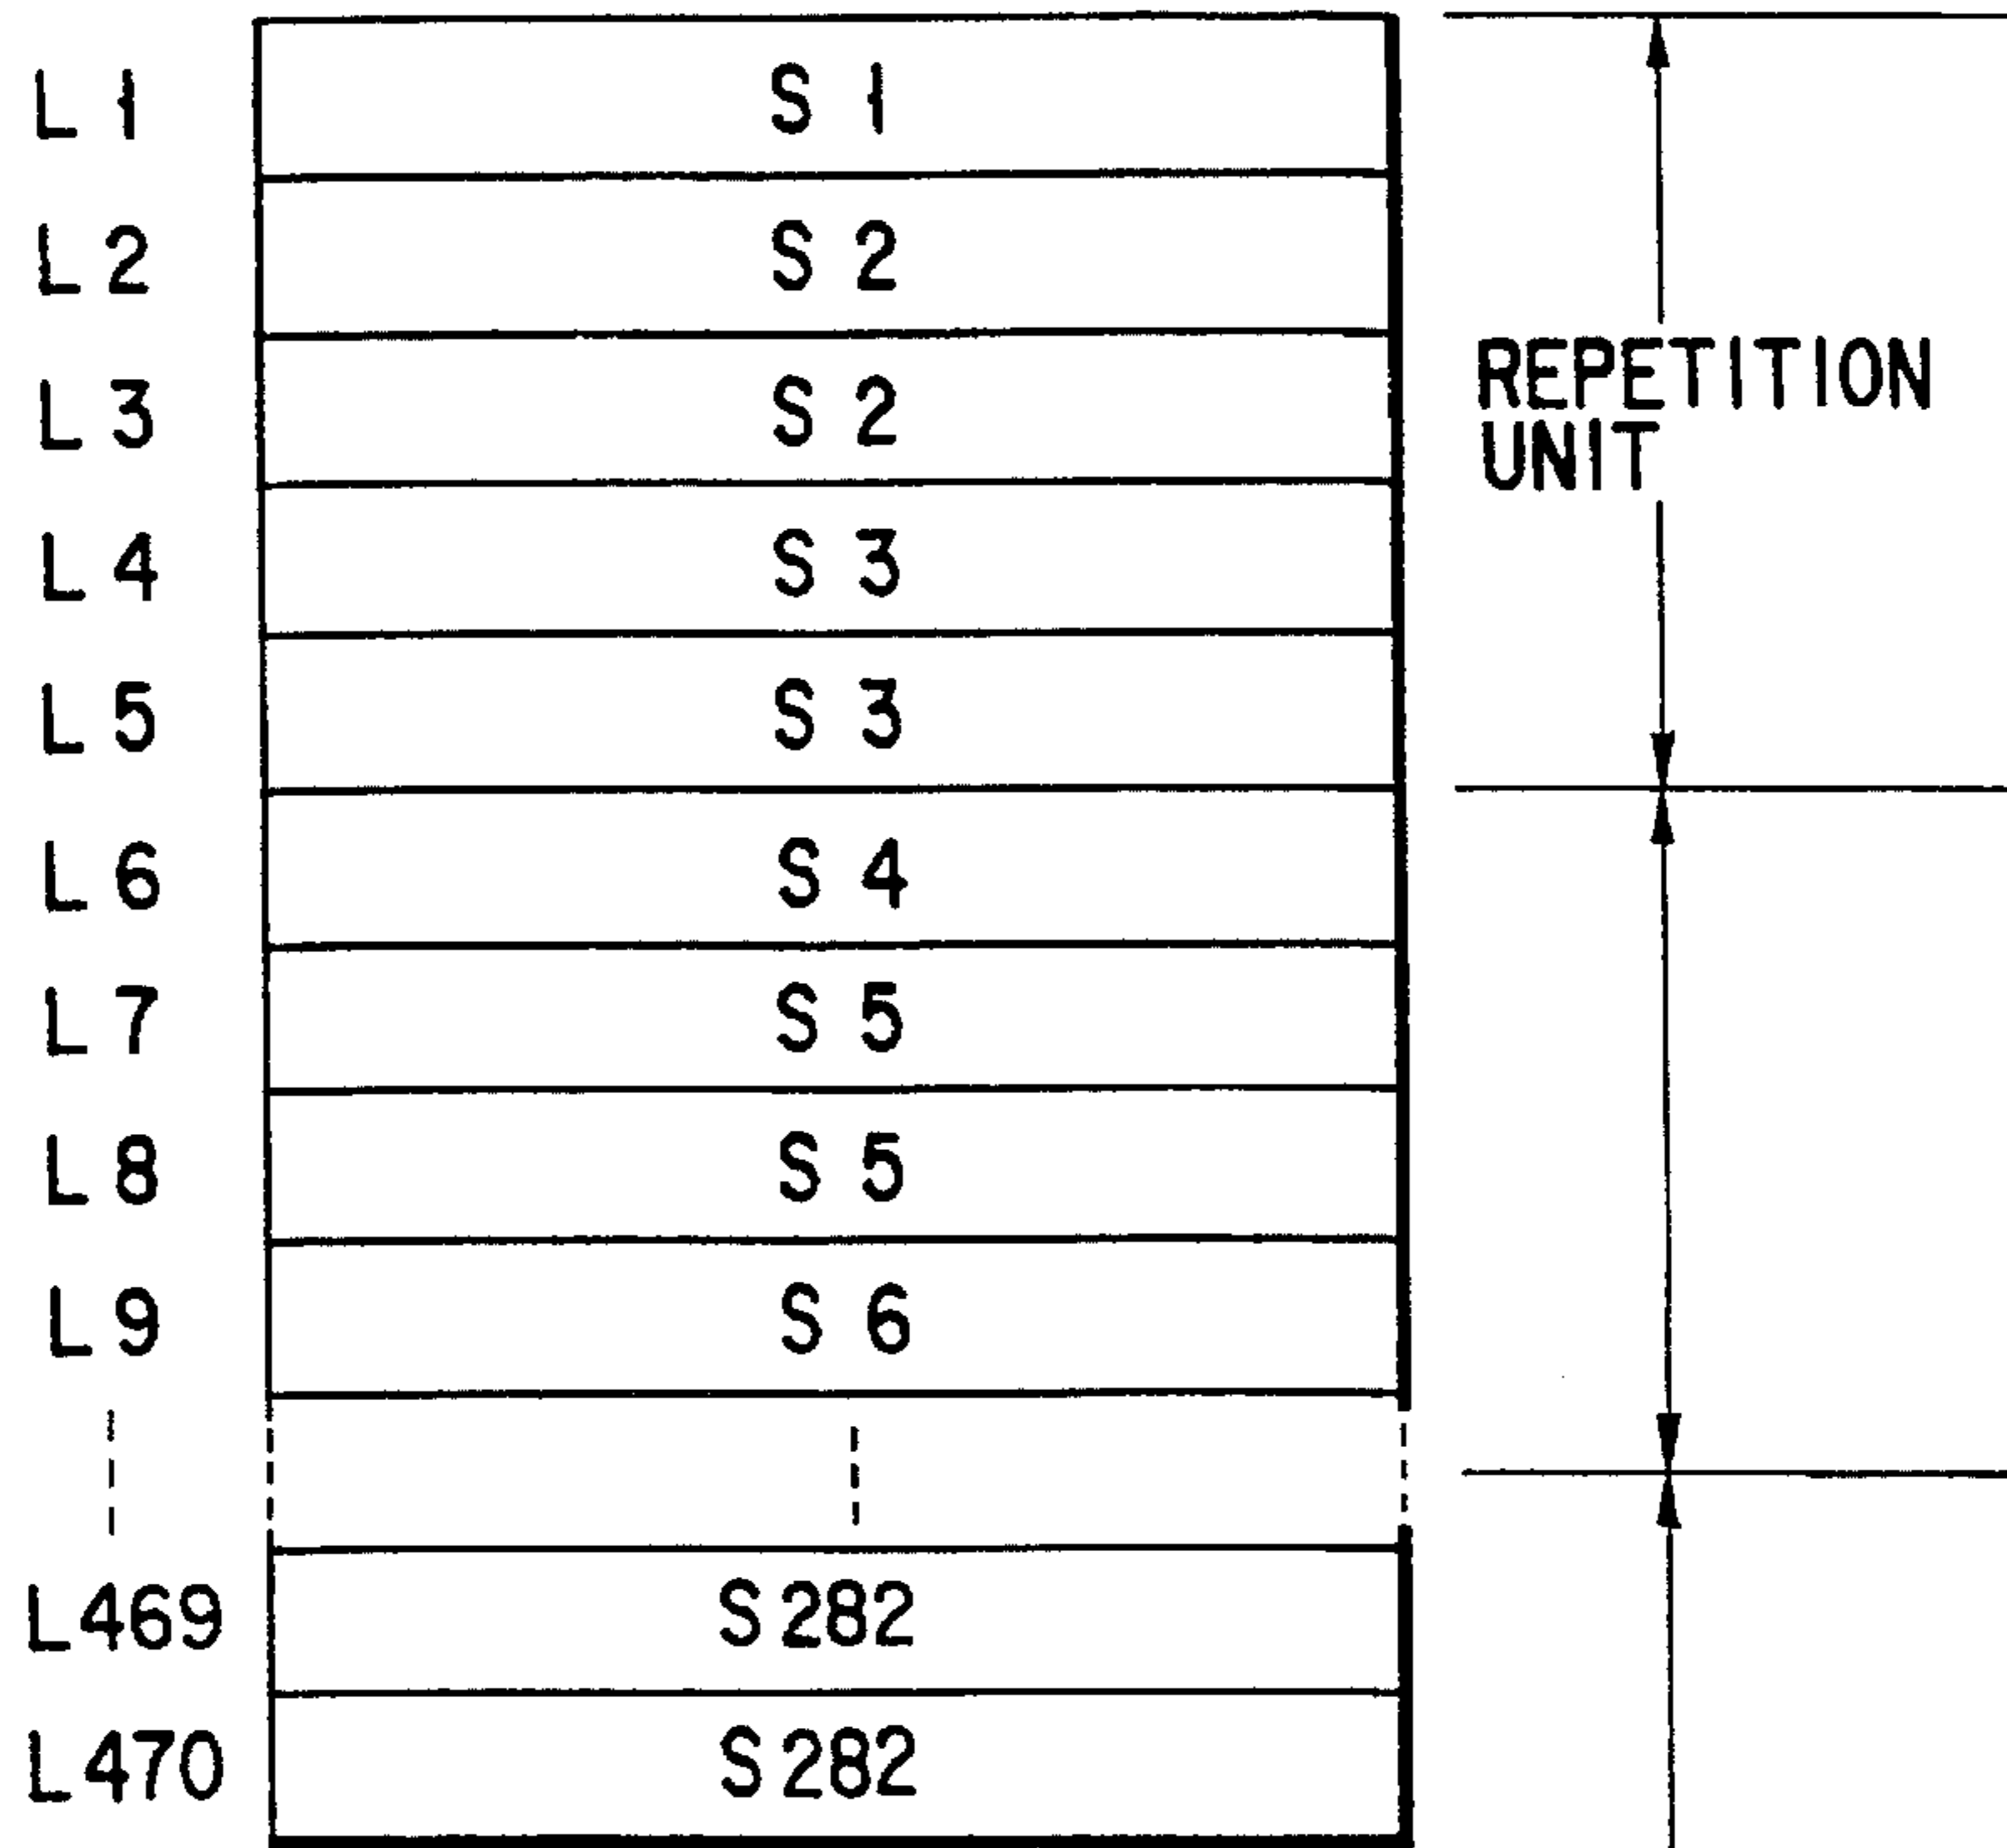 L1 S1
L2 S2
L3 S2
REPETITION
UNIT
L4 S3
L5 S3
L6 S4
L7 S5
L8 S5
L9 S6
L469 S282
L470 S282